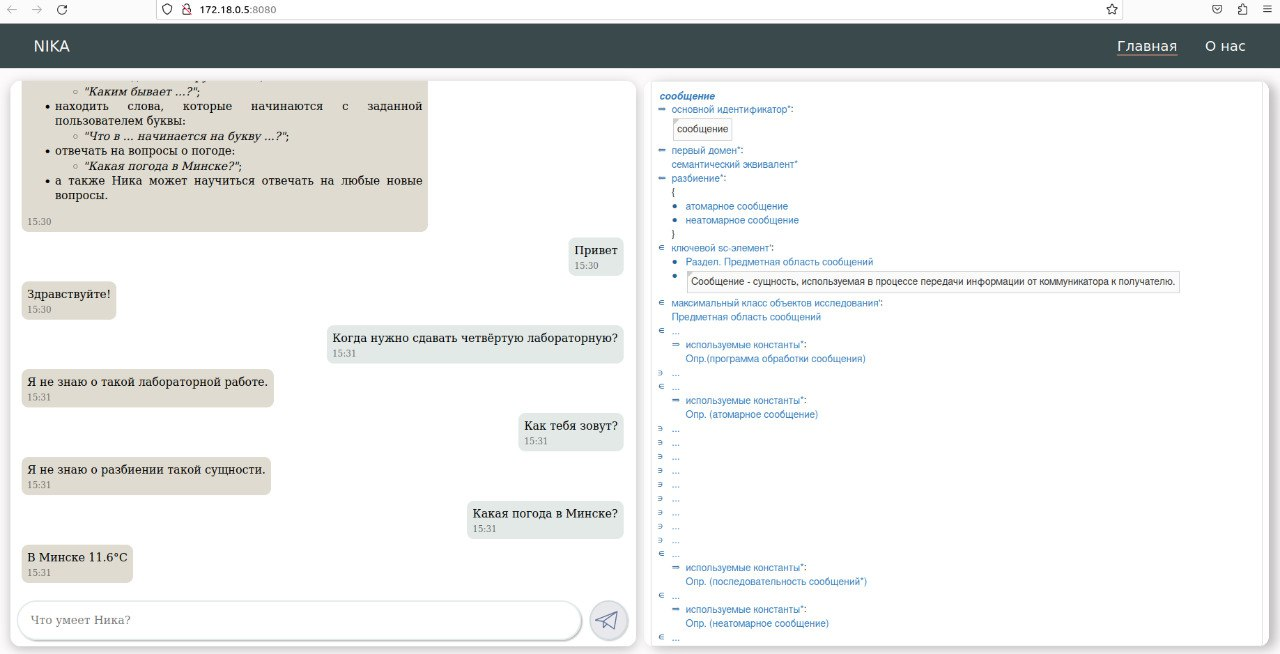 172.18.0.5:8080
NIKA
Главная
О нас
"Каким бывает ...?";
находить слова, которые начинаются с заданной
пользователем буквы:
"Что в ... начинается на букву ...?";
отвечать на вопросы о погоде:
"Какая погода в Минске?";
а также Ника может научиться отвечать на любые новые
вопросы.
15:30
Привет
15:30
Здравствуйте!
15:30
Когда нужно сдавать четвёртую лабораторную?
15:31
Я не знаю о такой лабораторной работе.
15:31
Как тебя зовут?
15:31
Я не знаю о разбиении такой сущности.
15:31
Какая погода в Минске?
15:31
В Минске 11.6°C
15:31
Что умеет Ника?
сообщение
основной идентификатор*:
сообщение
первый домен*:
семантический эквивалент*
разбиение*:
{
атомарное сообщение
неатомарное сообщение
}
∈ ключевой sc-элемент':
Раздел. Предметная область сообщений
Сообщение - сущность, используемая в процессе передачи информации от коммуникатора к получателю.
∈ максимальный класс объектов исследования':
Предметная область сообщений
∈ ...
⇒ используемые константы*:
Опр.(программа обработки сообщения)
∋ ...
∈ ...
⇒ используемые константы*:
Опр. (атомарное сообщение)
∋ ...
∋ ...
∋ ...
∋ ...
∋ ...
∋ ...
∋ ...
∋ ...
∋ ...
∈ ...
⇒ используемые константы*:
Опр. (последовательность сообщений*)
∈ ...
⇒ используемые константы*:
Опр. (неатомарное сообщение)
∈ ...